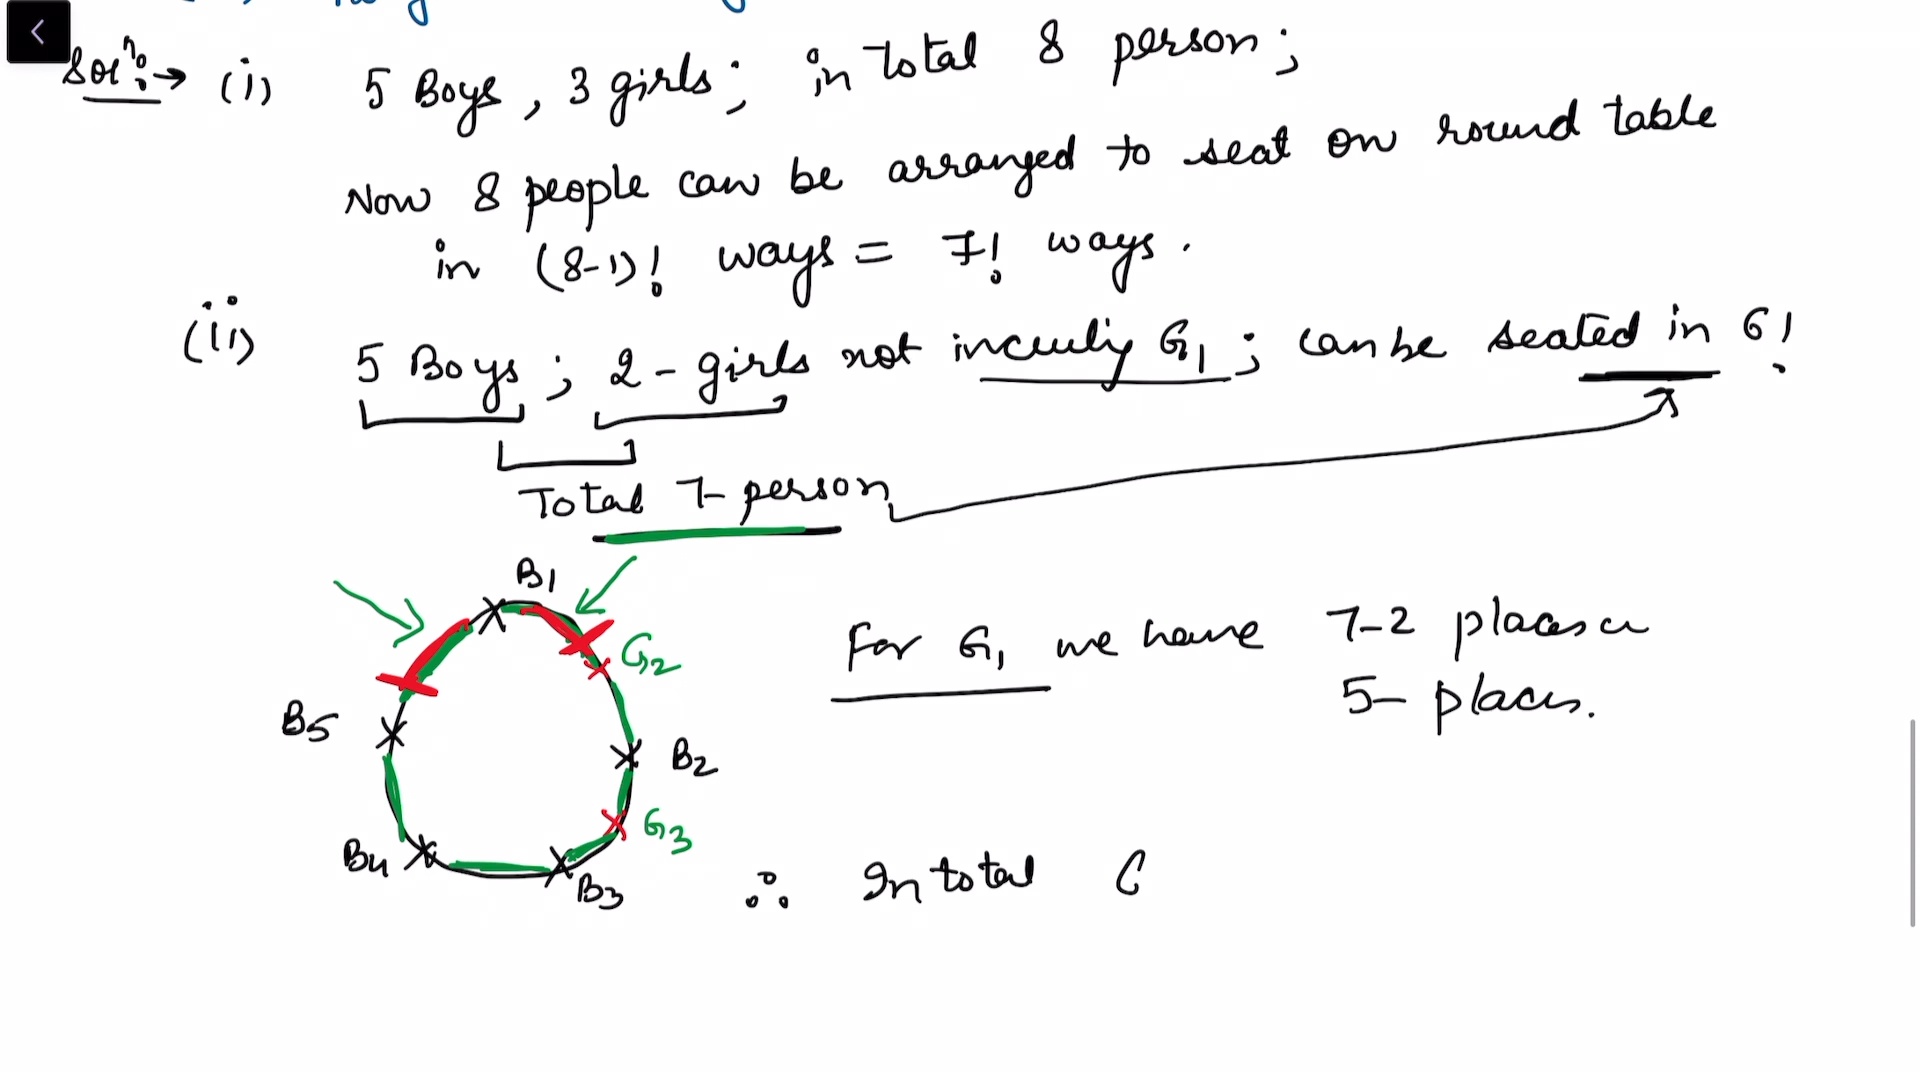 Solⁿ: → (i) 5 Boys, 3 girls; in total 8 person;
Now 8 people can be arranged to seat on round table
in (8-1)! ways = 7! ways.
(ii) 5 Boys; 2 - girls not G₁; can be seated in 6!
Total 7- person
B₁
G₂
B₅
B₂
G₃
B₄
B₃
For G₁ we have 7-2 places
5- places.
∴ In total 6